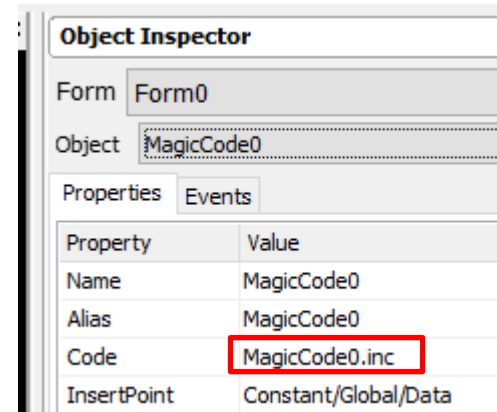 Object Inspector
Form Form0
Object MagicCode0
Properties Events
Property Value
Name MagicCode0
Alias MagicCode0
Code MagicCode0.inc
InsertPoint Constant/Global/Data